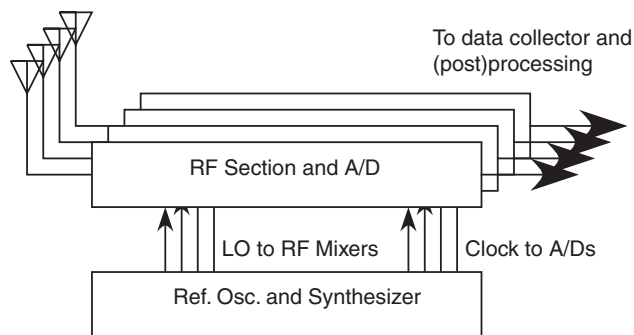 To data collector and
(post)processing
RF Section and A/D
LO to RF Mixers
Clock to A/Ds
Ref. Osc. and Synthesizer